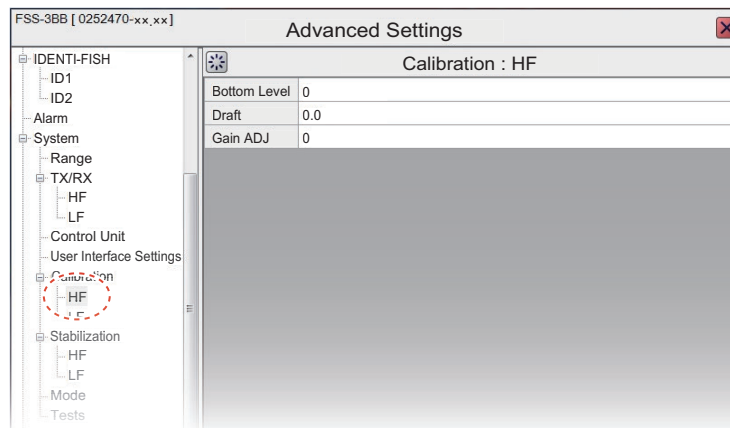 FSS-3BB [ 0252470-xx.xx]
Advanced Settings
IDENTI-FISH
ID1
ID2
Alarm
System
Range
TX/RX
HF
LF
Control Unit
User Interface Settings
Calibration
HF
LF
Stabilization
HF
LF
Mode
Tests
Calibration : HF
Bottom Level 0
Draft 0.0
Gain ADJ 0